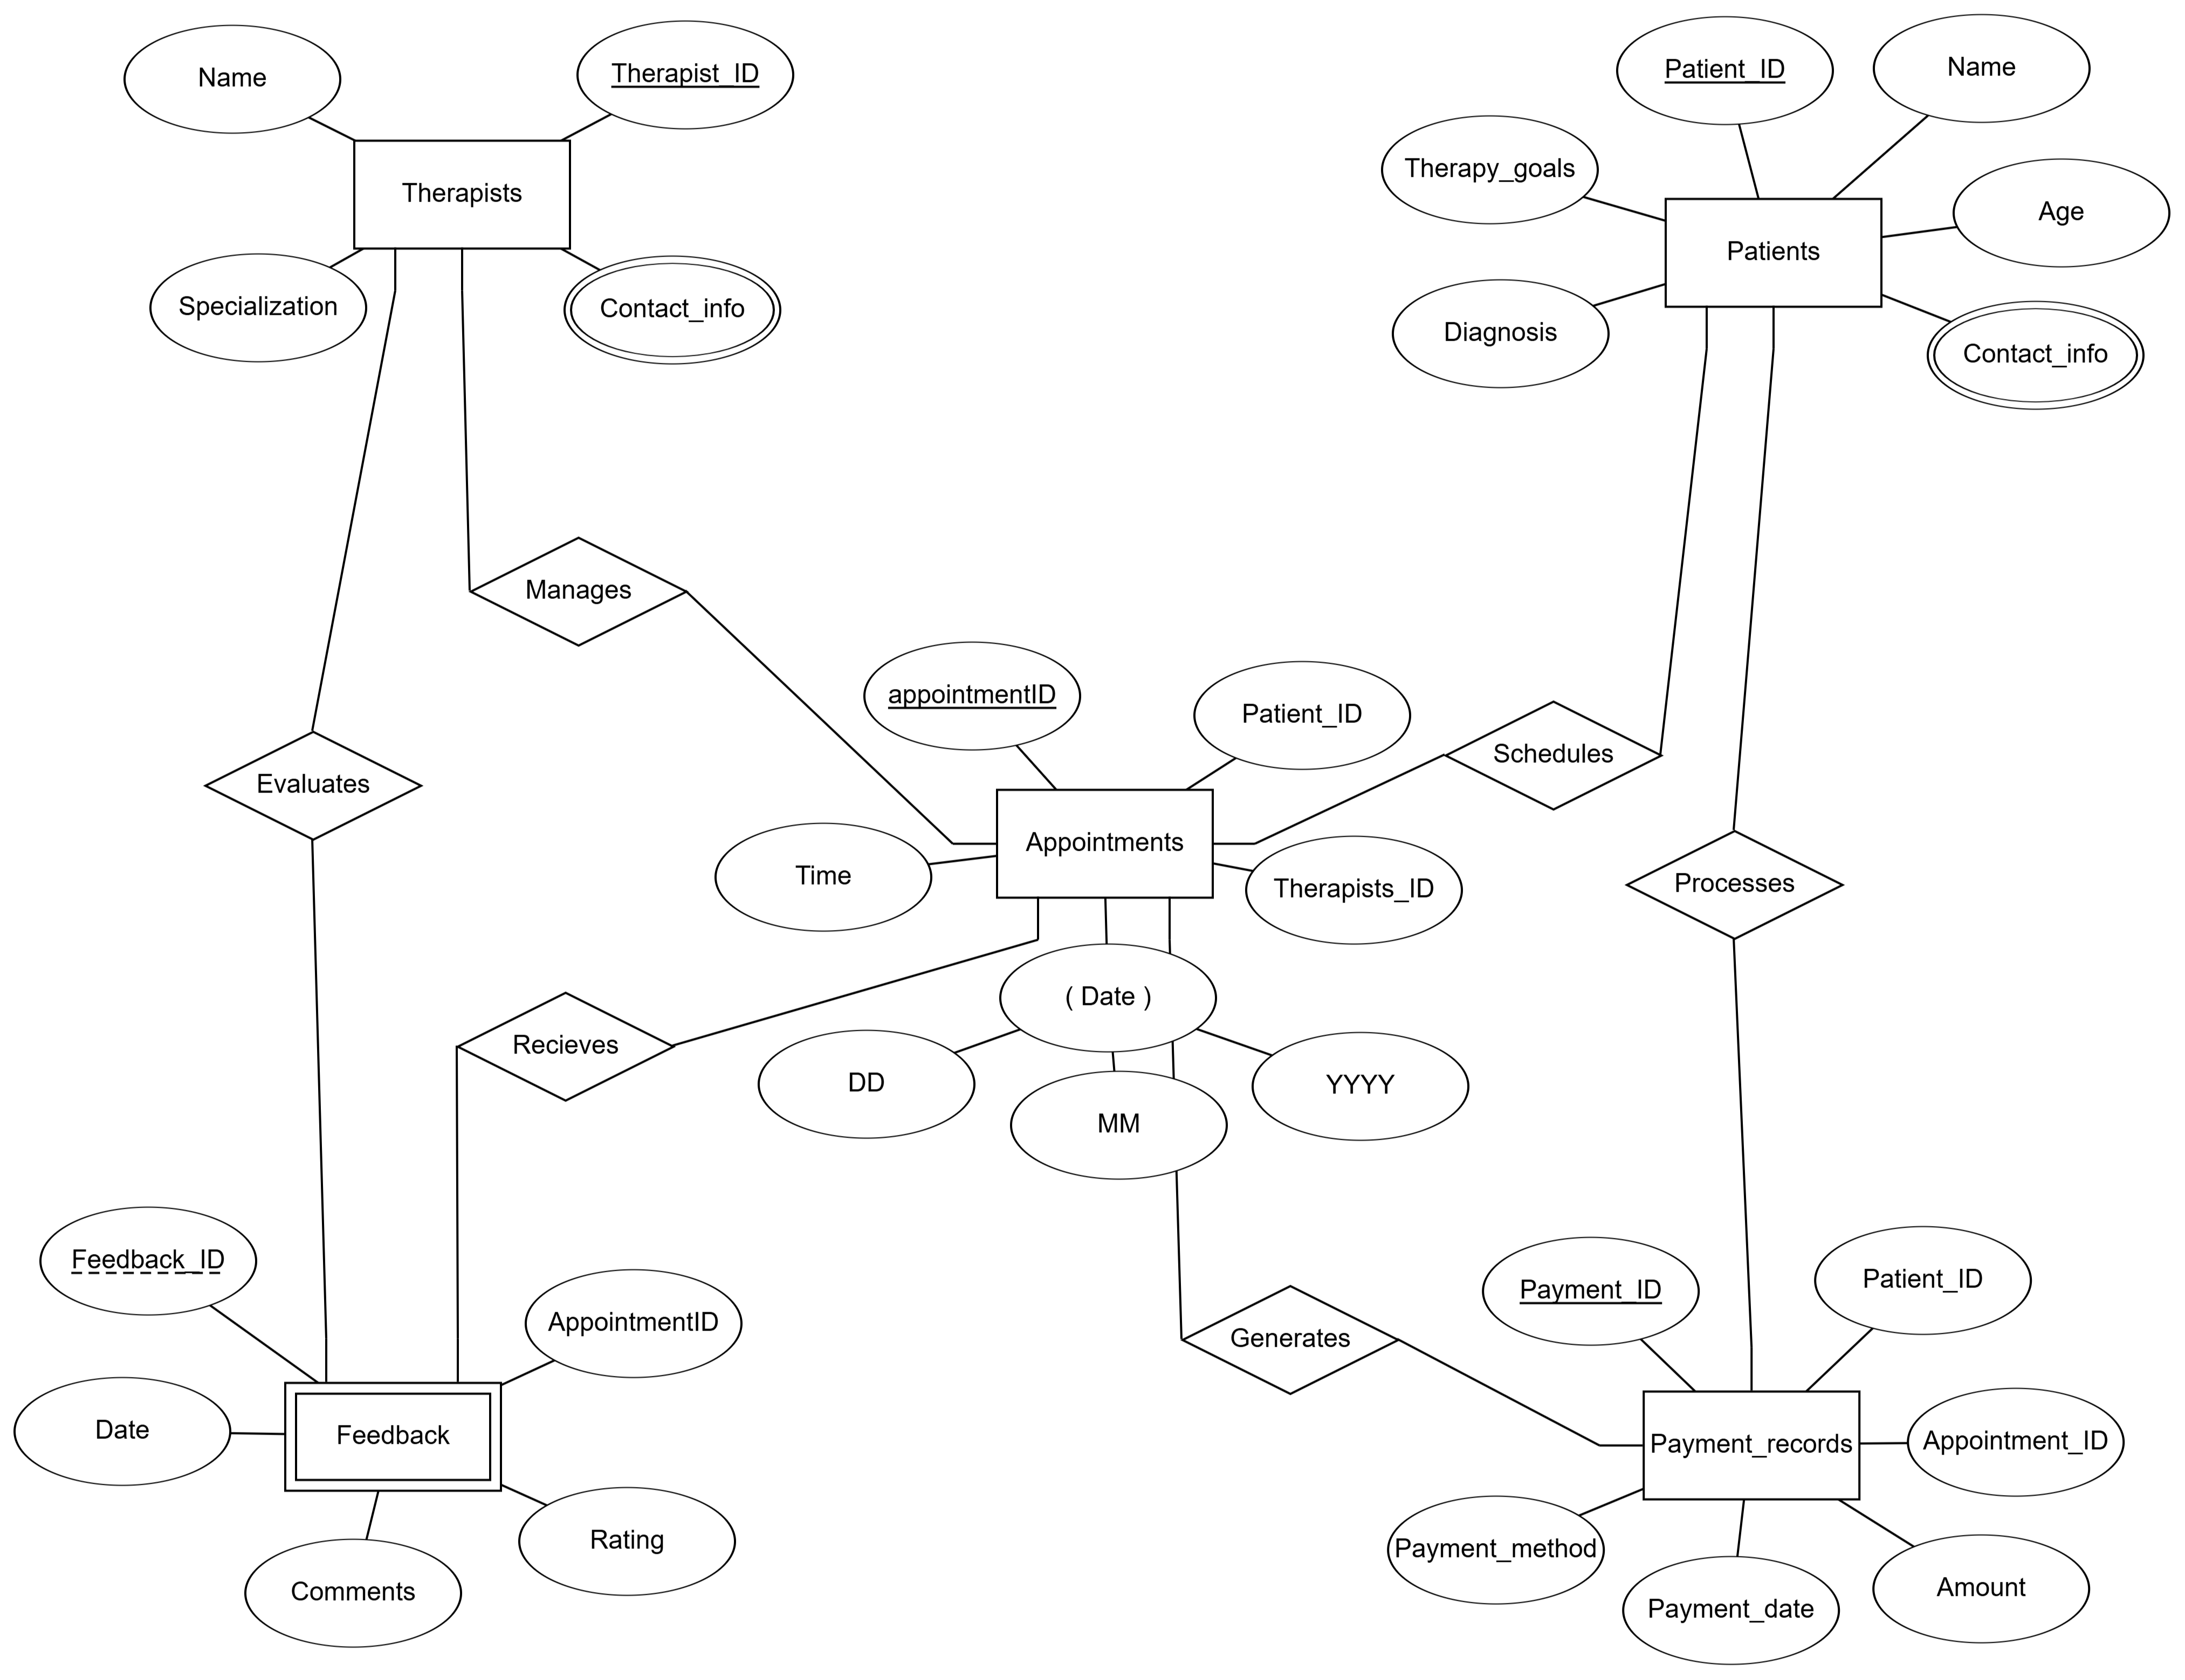 Name
Therapist_ID
Patient_ID
Name
Therapy_goals
Age
Therapists
Patients
Specialization
Contact_info
Diagnosis
Contact_info
Manages
appointmentID
Patient_ID
Schedules
Evaluates
Appointments
Time
Therapists_ID
Processes
( Date )
Recieves
DD
MM
YYYY
Feedback_ID
AppointmentID
Payment_ID
Patient_ID
Generates
Date
Feedback
Payment_records
Appointment_ID
Rating
Payment_method
Comments
Payment_date
Amount